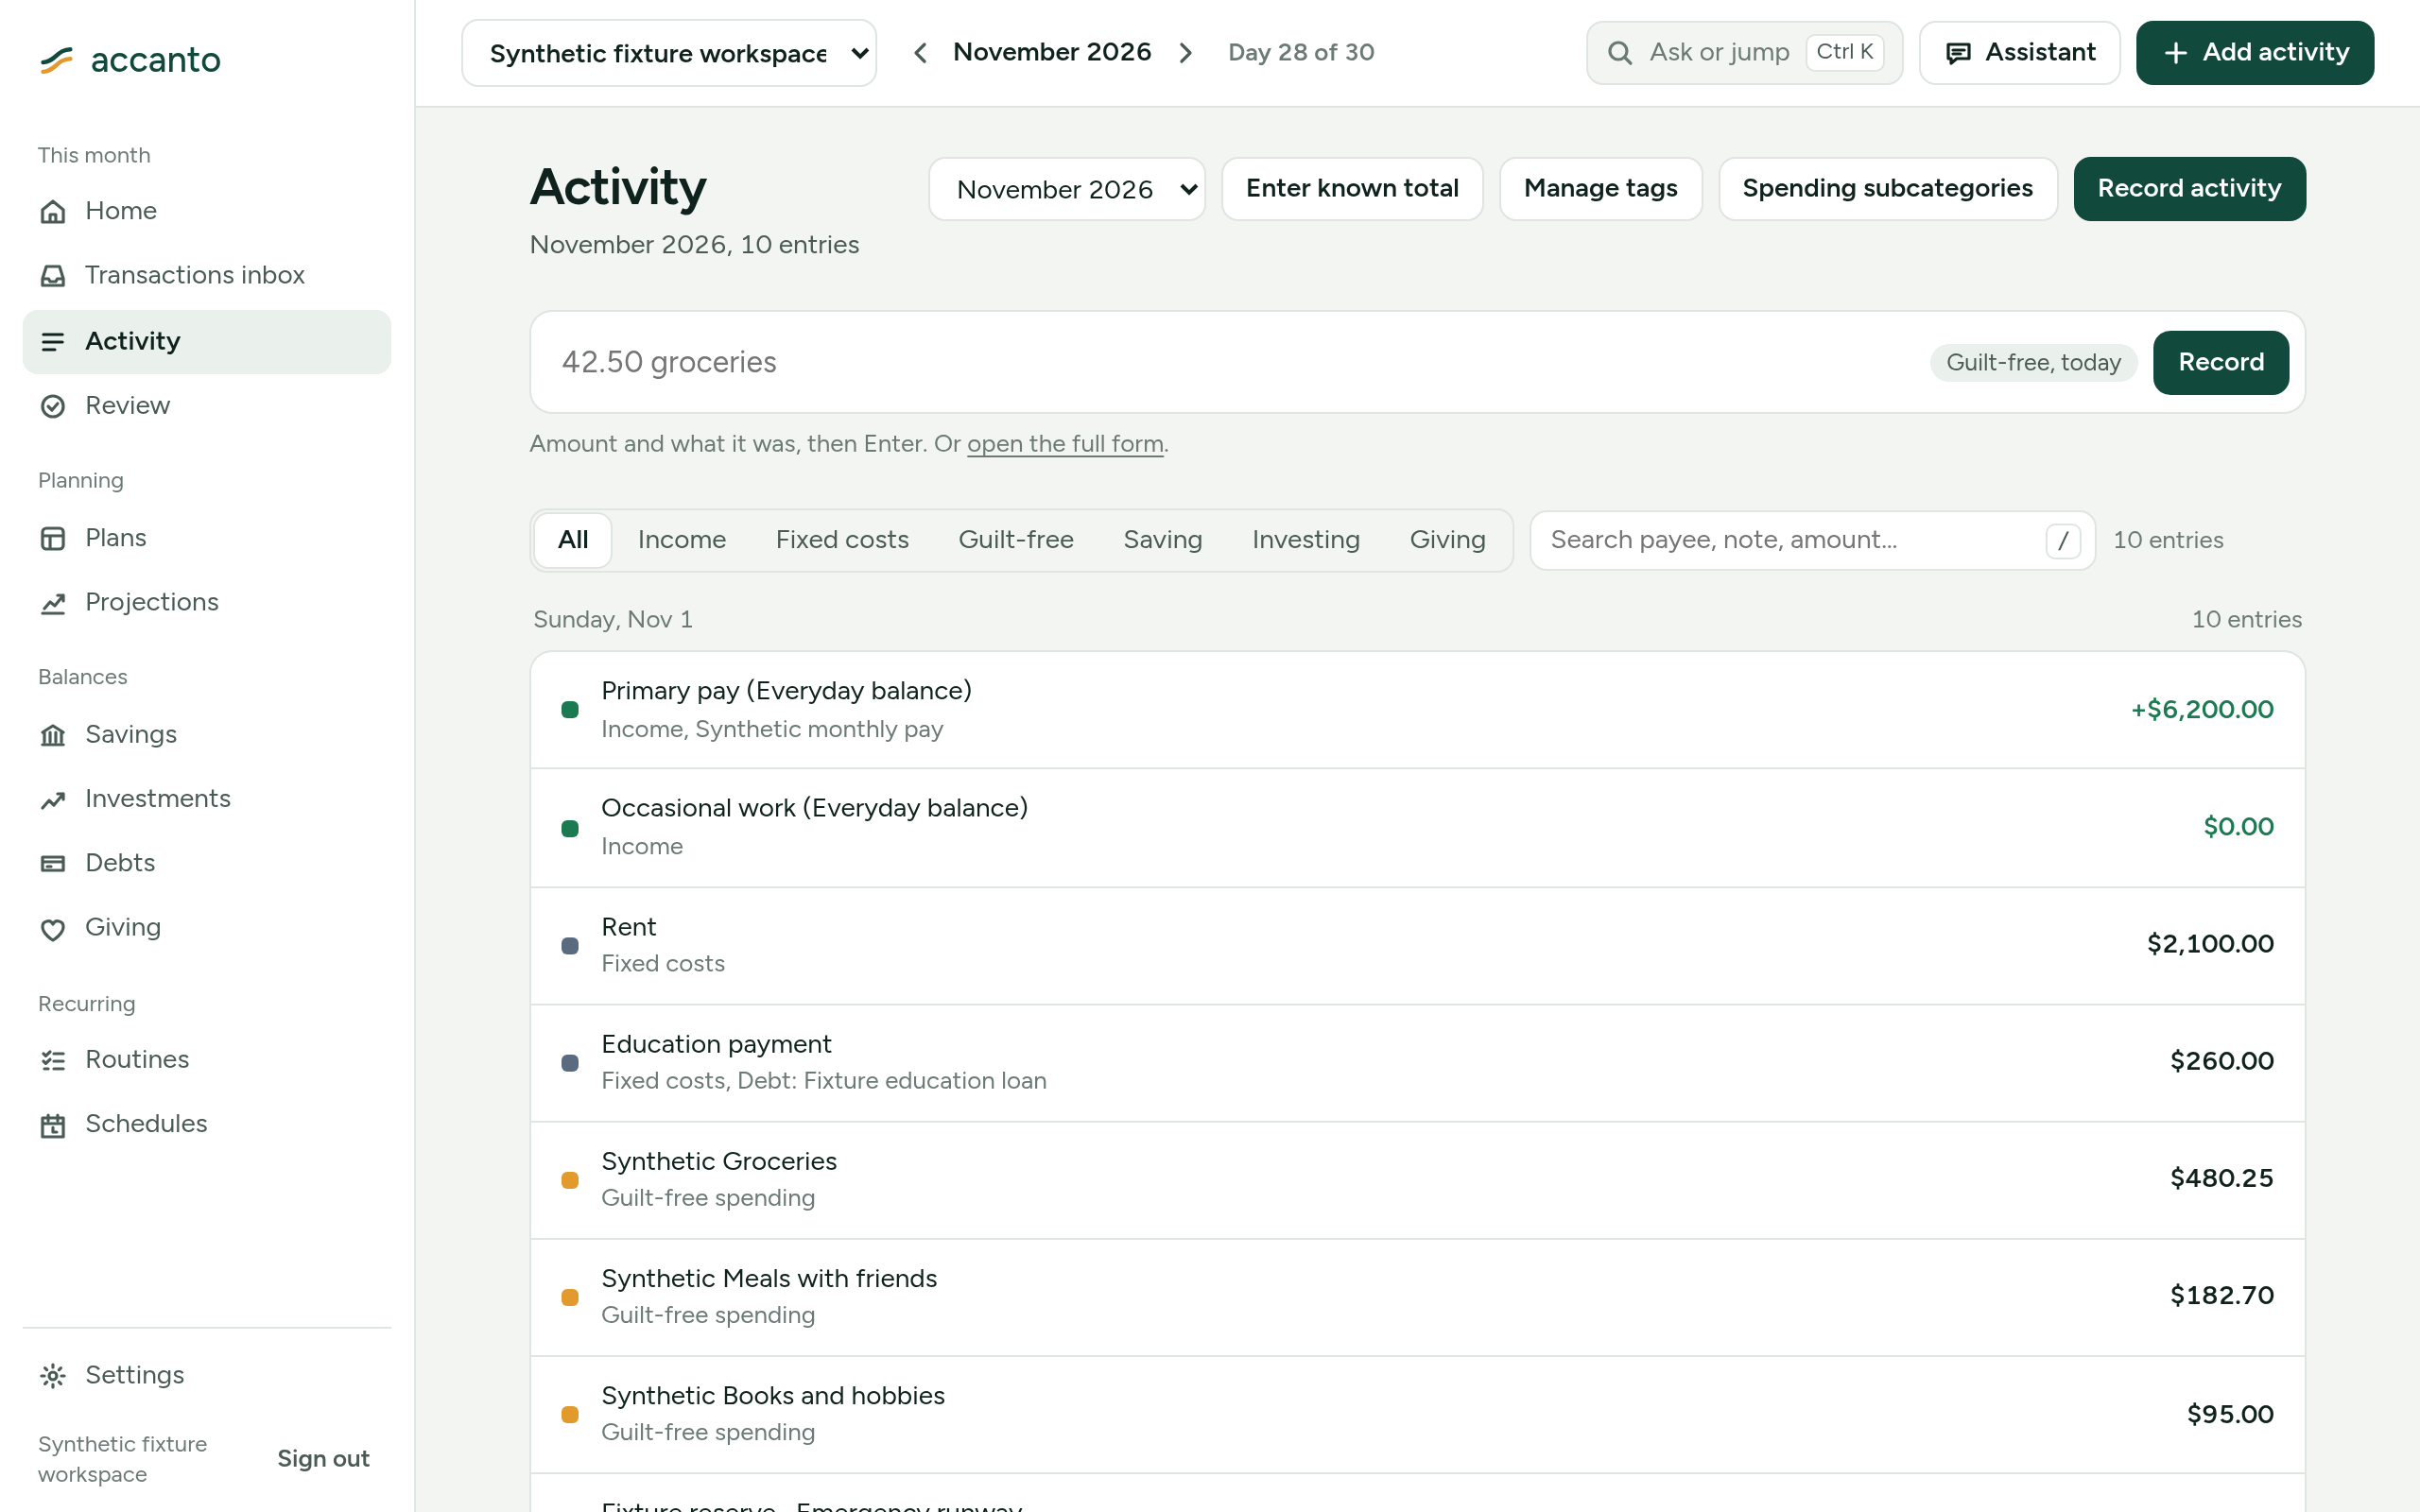 accanto
This month
Home
Transactions inbox
Activity
Review
Planning
Plans
Projections
Balances
Savings
Investments
Debts
Giving
Recurring
Routines
Schedules
Settings
Synthetic fixture
workspace
Sign out
Synthetic fixture workspace
November 2026
Day 28 of 30
Ask or jump
Ctrl K
Assistant
Add activity
Activity
November 2026, 10 entries
November 2026
Enter known total
Manage tags
Spending subcategories
Record activity
42.50 groceries
Guilt-free, today
Record
Amount and what it was, then Enter. Or open the full form.
All
Income
Fixed costs
Guilt-free
Saving
Investing
Giving
Search payee, note, amount...
/
10 entries
Sunday, Nov 1
10 entries
Primary pay (Everyday balance)
Income, Synthetic monthly pay
+$6,200.00
Occasional work (Everyday balance)
Income
$0.00
Rent
Fixed costs
$2,100.00
Education payment
Fixed costs, Debt: Fixture education loan
$260.00
Synthetic Groceries
Guilt-free spending
$480.25
Synthetic Meals with friends
Guilt-free spending
$182.70
Synthetic Books and hobbies
Guilt-free spending
$95.00
Fixture reserve Emergency runway